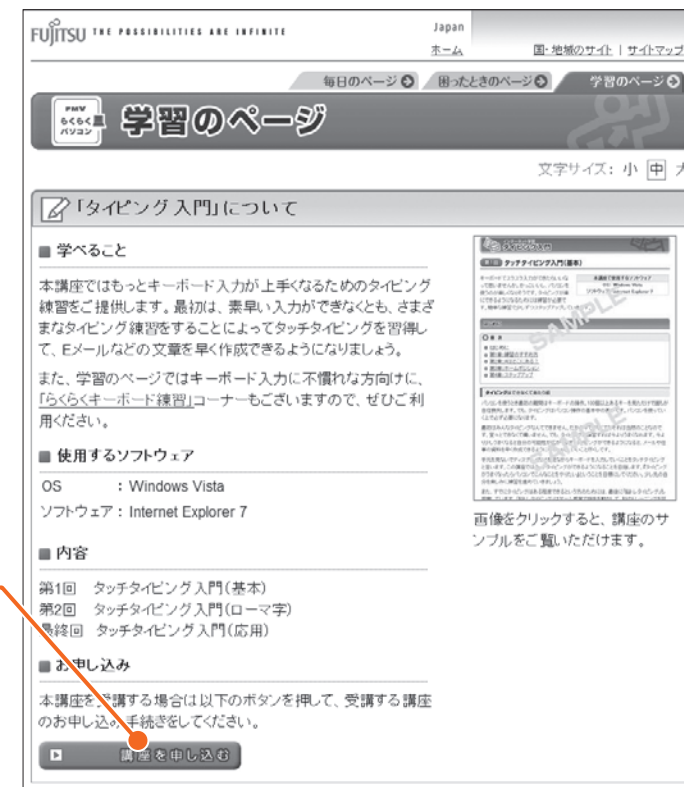 FUJITSU THE POSSIBILITIES ARE INFINITE
Japan
ホーム
国・地域のサイト | サイトマップ
毎日のページ
困ったときのページ
学習のページ
FMV
らくらく
パソコン
学習のページ
文字サイズ: 小 中 大
「タイピング入門」について
■ 学べること
本講座ではもっとキーボード入力が上手くなるためのタイピング
練習をご提供します。最初は、素早い入力ができなくとも、さまざ
まなタイピング練習をすることによってタッチタイピングを習得し
て、Eメールなどの文章を早く作成できるようになりましょう。
また、学習のページではキーボード入力に不慣れな方向けに、
「らくらくキーボード練習」コーナーもございますので、ぜひご利
用ください。
■ 使用するソフトウェア
OS : Windows Vista
ソフトウェア : Internet Explorer 7
■ 内容
第1回 タッチタイピング入門(基本)
第2回 タッチタイピング入門(ローマ字)
最終回 タッチタイピング入門(応用)
■ お申し込み
本講座を受講する場合は以下のボタンを押して、受講する講座
のお申し込み手続きをしてください。
講座を申し込む
タッチタイピング入門(基本)
SAMPLE
SAMPLE
画像をクリックすると、講座のサ
ンプルをご覧いただけます。